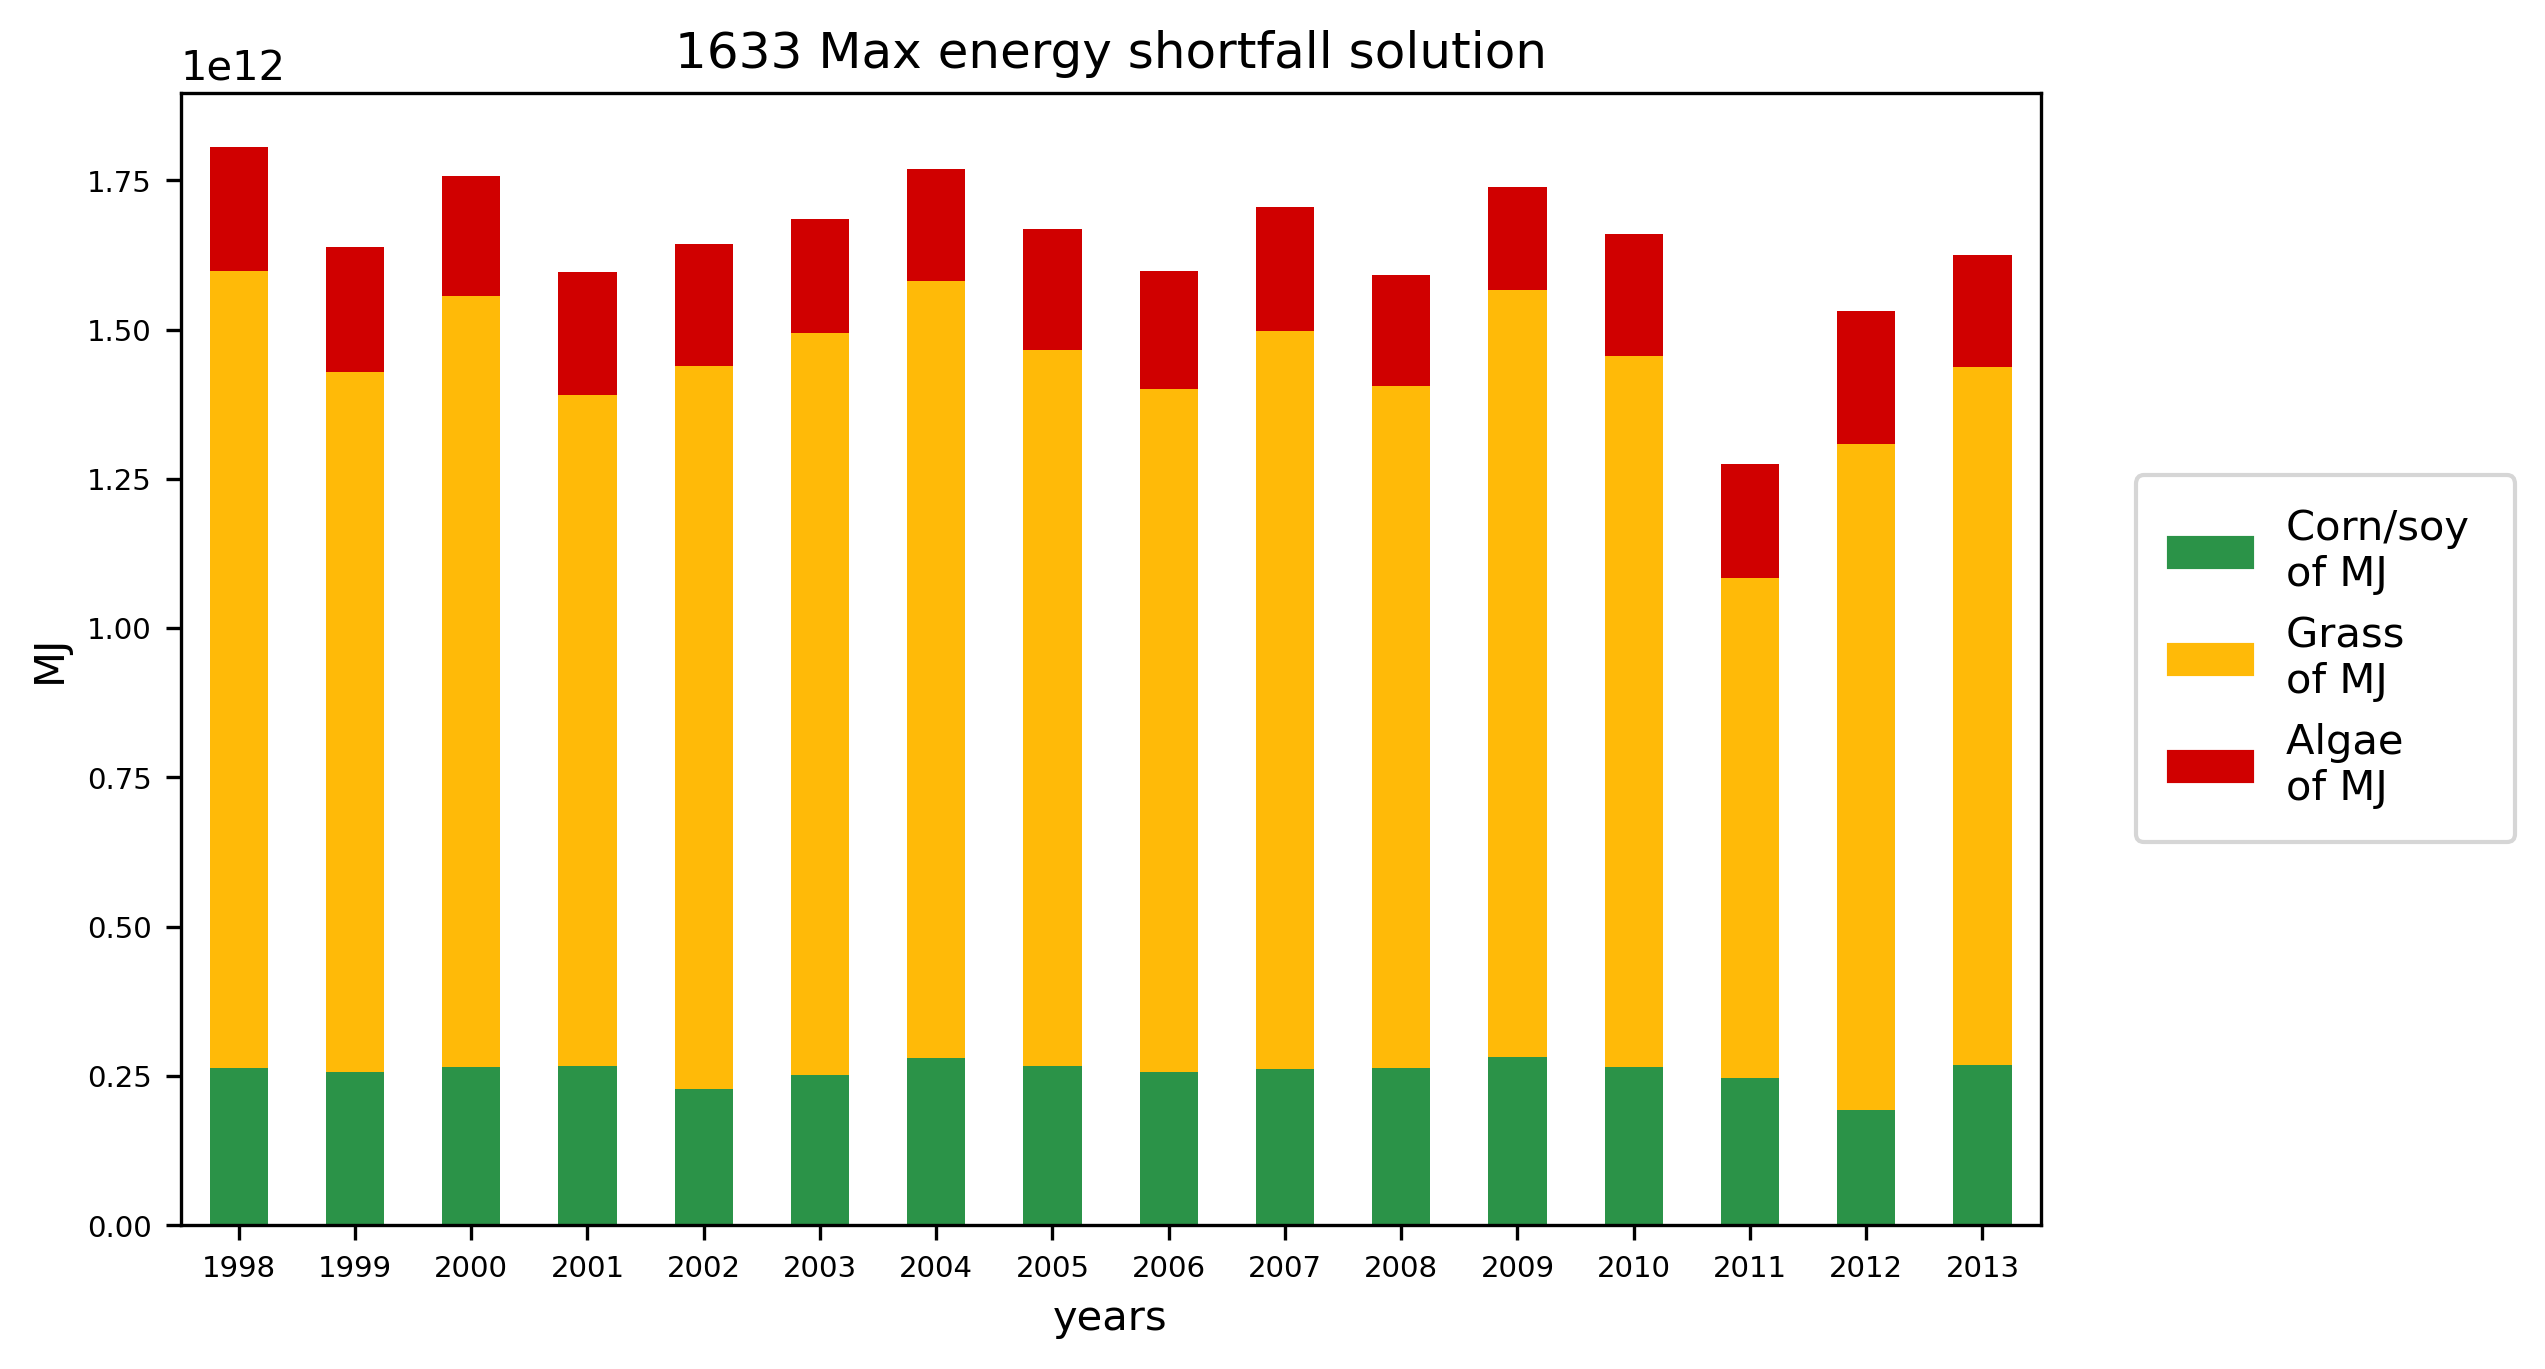 1633 Max energy shortfall solution
1e12
1.75
1.50
1.25
1.00
0.75
0.50
0.25
0.00
MJ
1998 1999 2000 2001 2002 2003 2004 2005 2006 2007 2008 2009 2010 2011 2012 2013
years
Corn/soy
of MJ
Grass
of MJ
Algae
of MJ